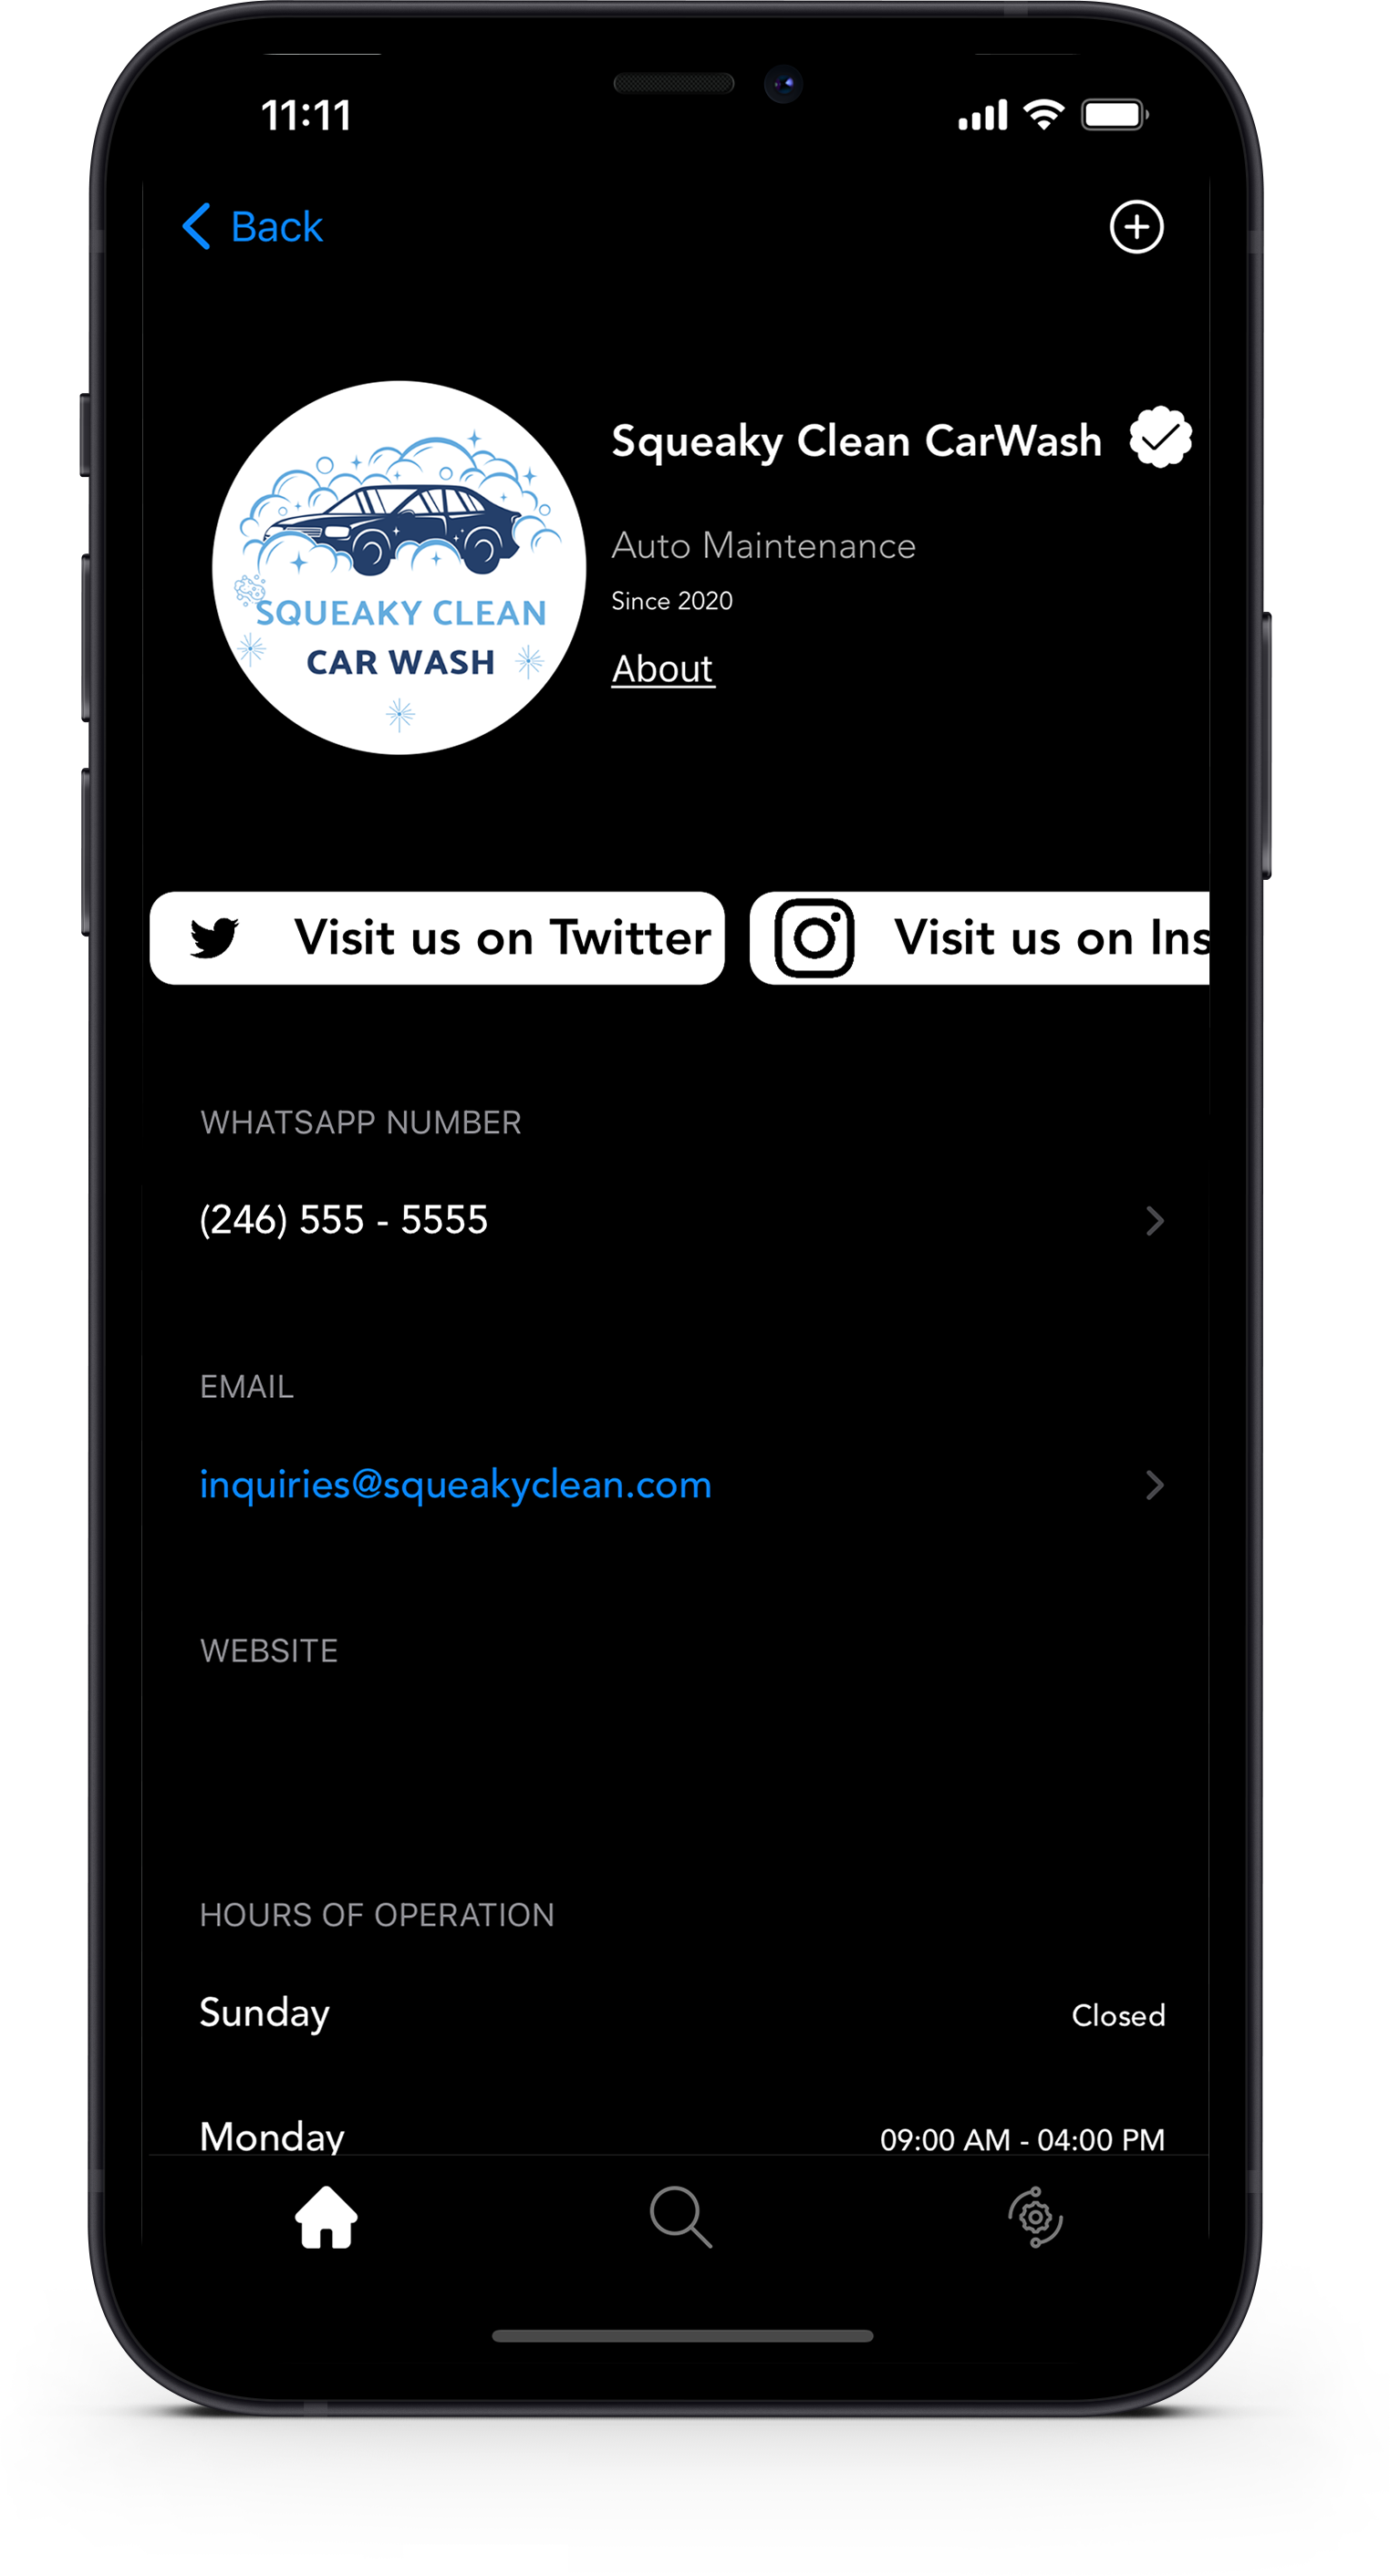 11:11
Back
Squeaky Clean CarWash
Auto Maintenance
Since 2020
About
SQUEAKY CLEAN
CAR WASH
Visit us on Twitter
Visit us on Ins
WHATSAPP NUMBER
(246) 555 - 5555
EMAIL
inquiries@squeakyclean.com
WEBSITE
HOURS OF OPERATION
Sunday Closed
Monday 09:00 AM - 04:00 PM